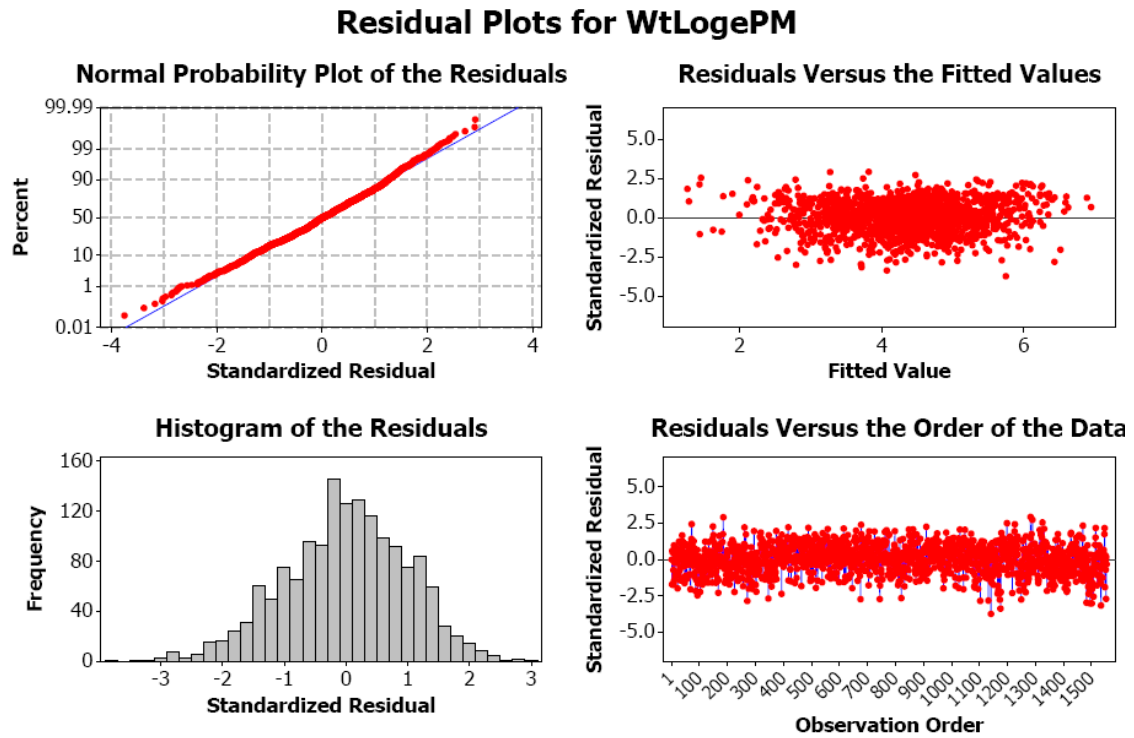 Residual Plots for WtLogePM
Normal Probability Plot of the Residuals
99.99
99
90
50
10
1
0.01
Percent
-4 -2 0 2 4
Standardized Residual
Residuals Versus the Fitted Values
5.0
2.5
0.0
-2.5
-5.0
Standardized Residual
2 4 6
Fitted Value
Histogram of the Residuals
160
120
80
40
0
Frequency
-3 -2 -1 0 1 2 3
Standardized Residual
Residuals Versus the Order of the Data
5.0
2.5
0.0
-2.5
-5.0
Standardized Residual
1 100 200 300 400 500 600 700 800 900 1000 1100 1200 1300 1400 1500
Observation Order